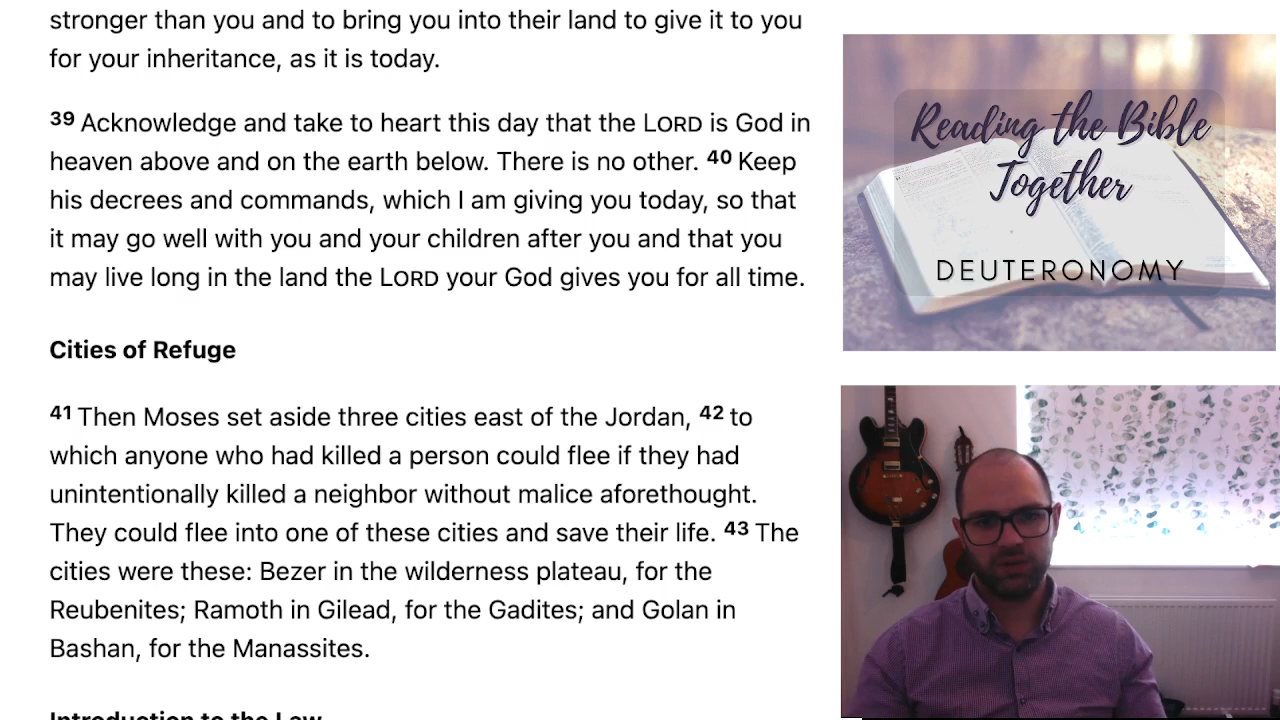 stronger than you and to bring you into their land to give it to you
for your inheritance, as it is today.
39 Acknowledge and take to heart this day that the LORD is God in
heaven above and on the earth below. There is no other. 40 Keep
his decrees and commands, which I am giving you today, so that
it may go well with you and your children after you and that you
may live long in the land the LORD your God gives you for all time.
Cities of Refuge
41 Then Moses set aside three cities east of the Jordan, 42 to
which anyone who had killed a person could flee if they had
unintentionally killed a neighbor without malice aforethought.
They could flee into one of these cities and save their life. 43 The
cities were these: Bezer in the wilderness plateau, for the
Reubenites; Ramoth in Gilead, for the Gadites; and Golan in
Bashan, for the Manassites.
Introduction to the Law
Reading the Bible
Together
DEUTERONOMY